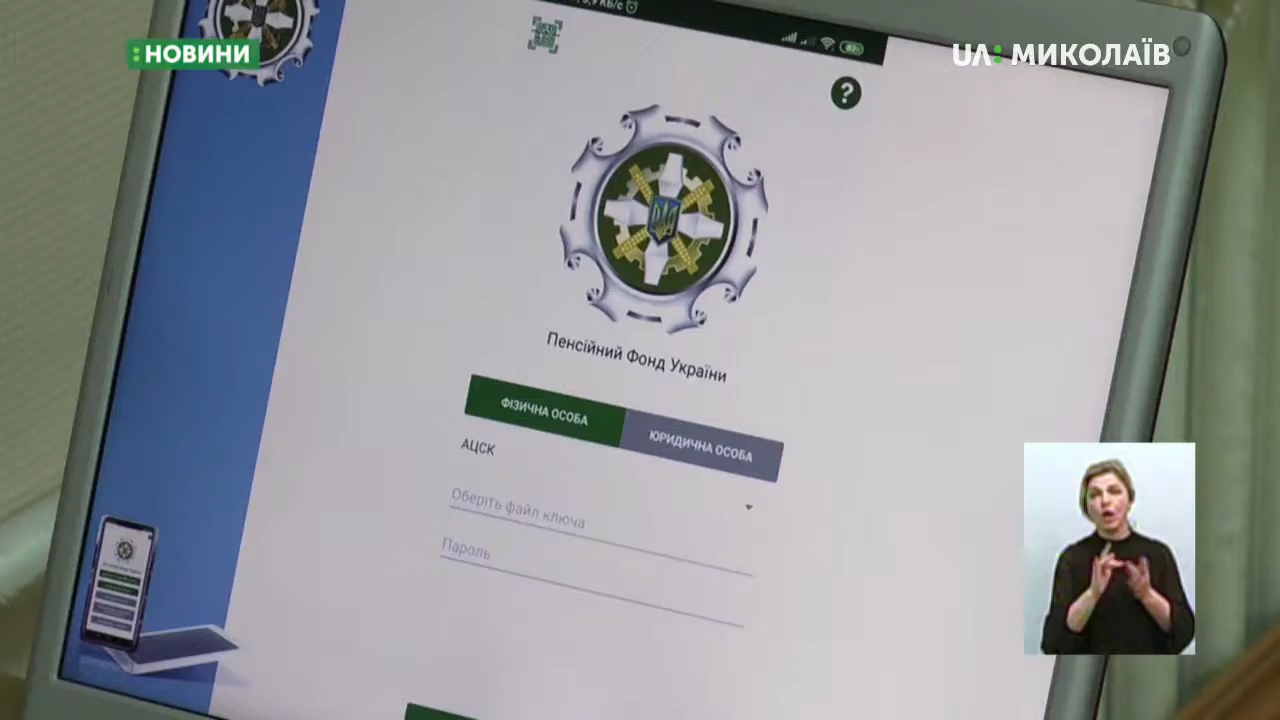 НОВИНИ
UA: МИКОЛАЇВ
?
Пенсійний Фонд України
ФІЗИЧНА ОСОБА
ЮРИДИЧНА ОСОБА
АЦСК
Оберіть файл ключа
Пароль